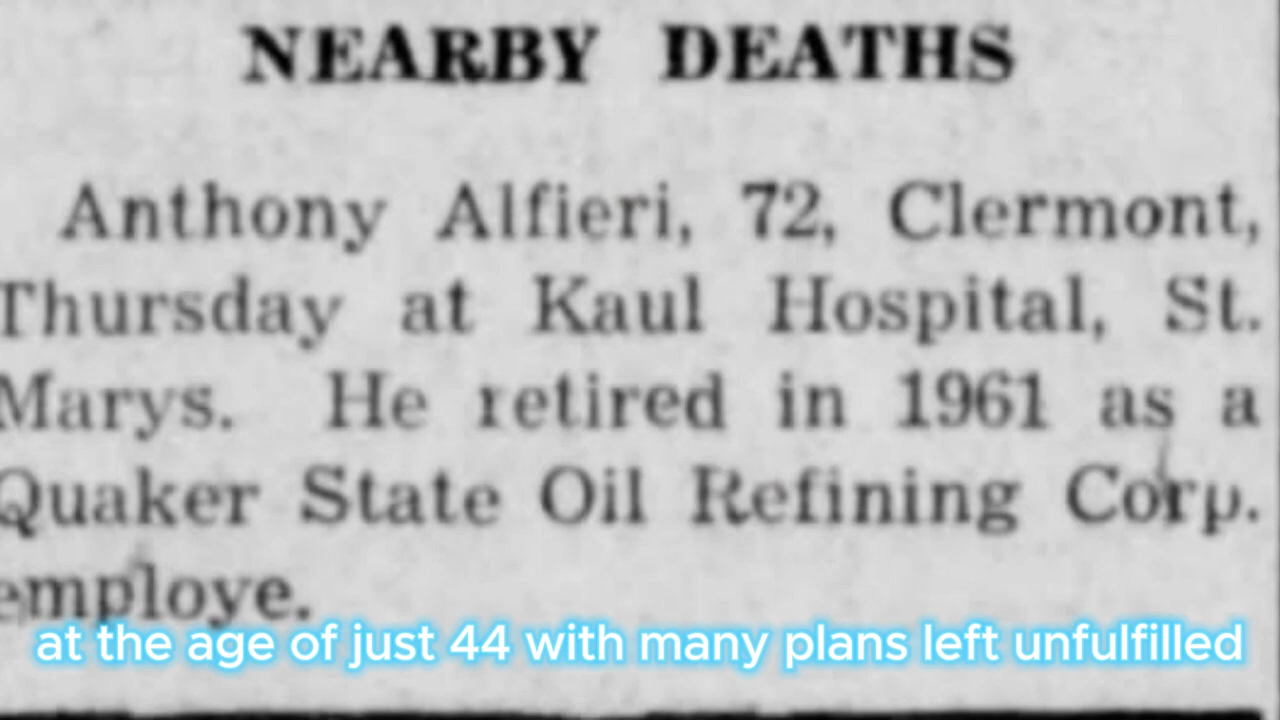 NEARBY DEATHS
Anthony Alfieri, 72, Clermont,
Thursday at Kaul Hospital, St.
Marys. He retired in 1961 as a
Quaker State Oil Refining Corp.
employe.
at the age of just 44 with many plans left unfulfilled